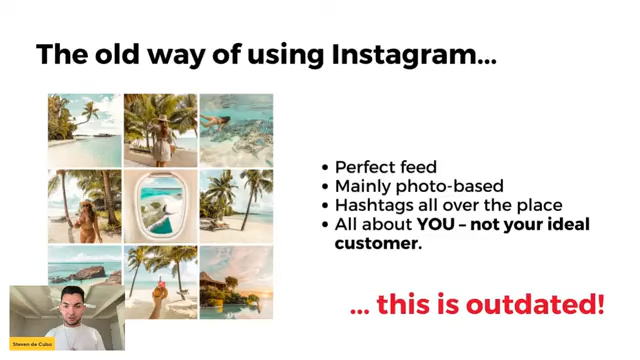 The old way of using Instagram...
• Perfect feed
• Mainly photo-based
• Hashtags all over the place
• All about YOU – not your ideal
customer.
... this is outdated!
Steven de Cuba